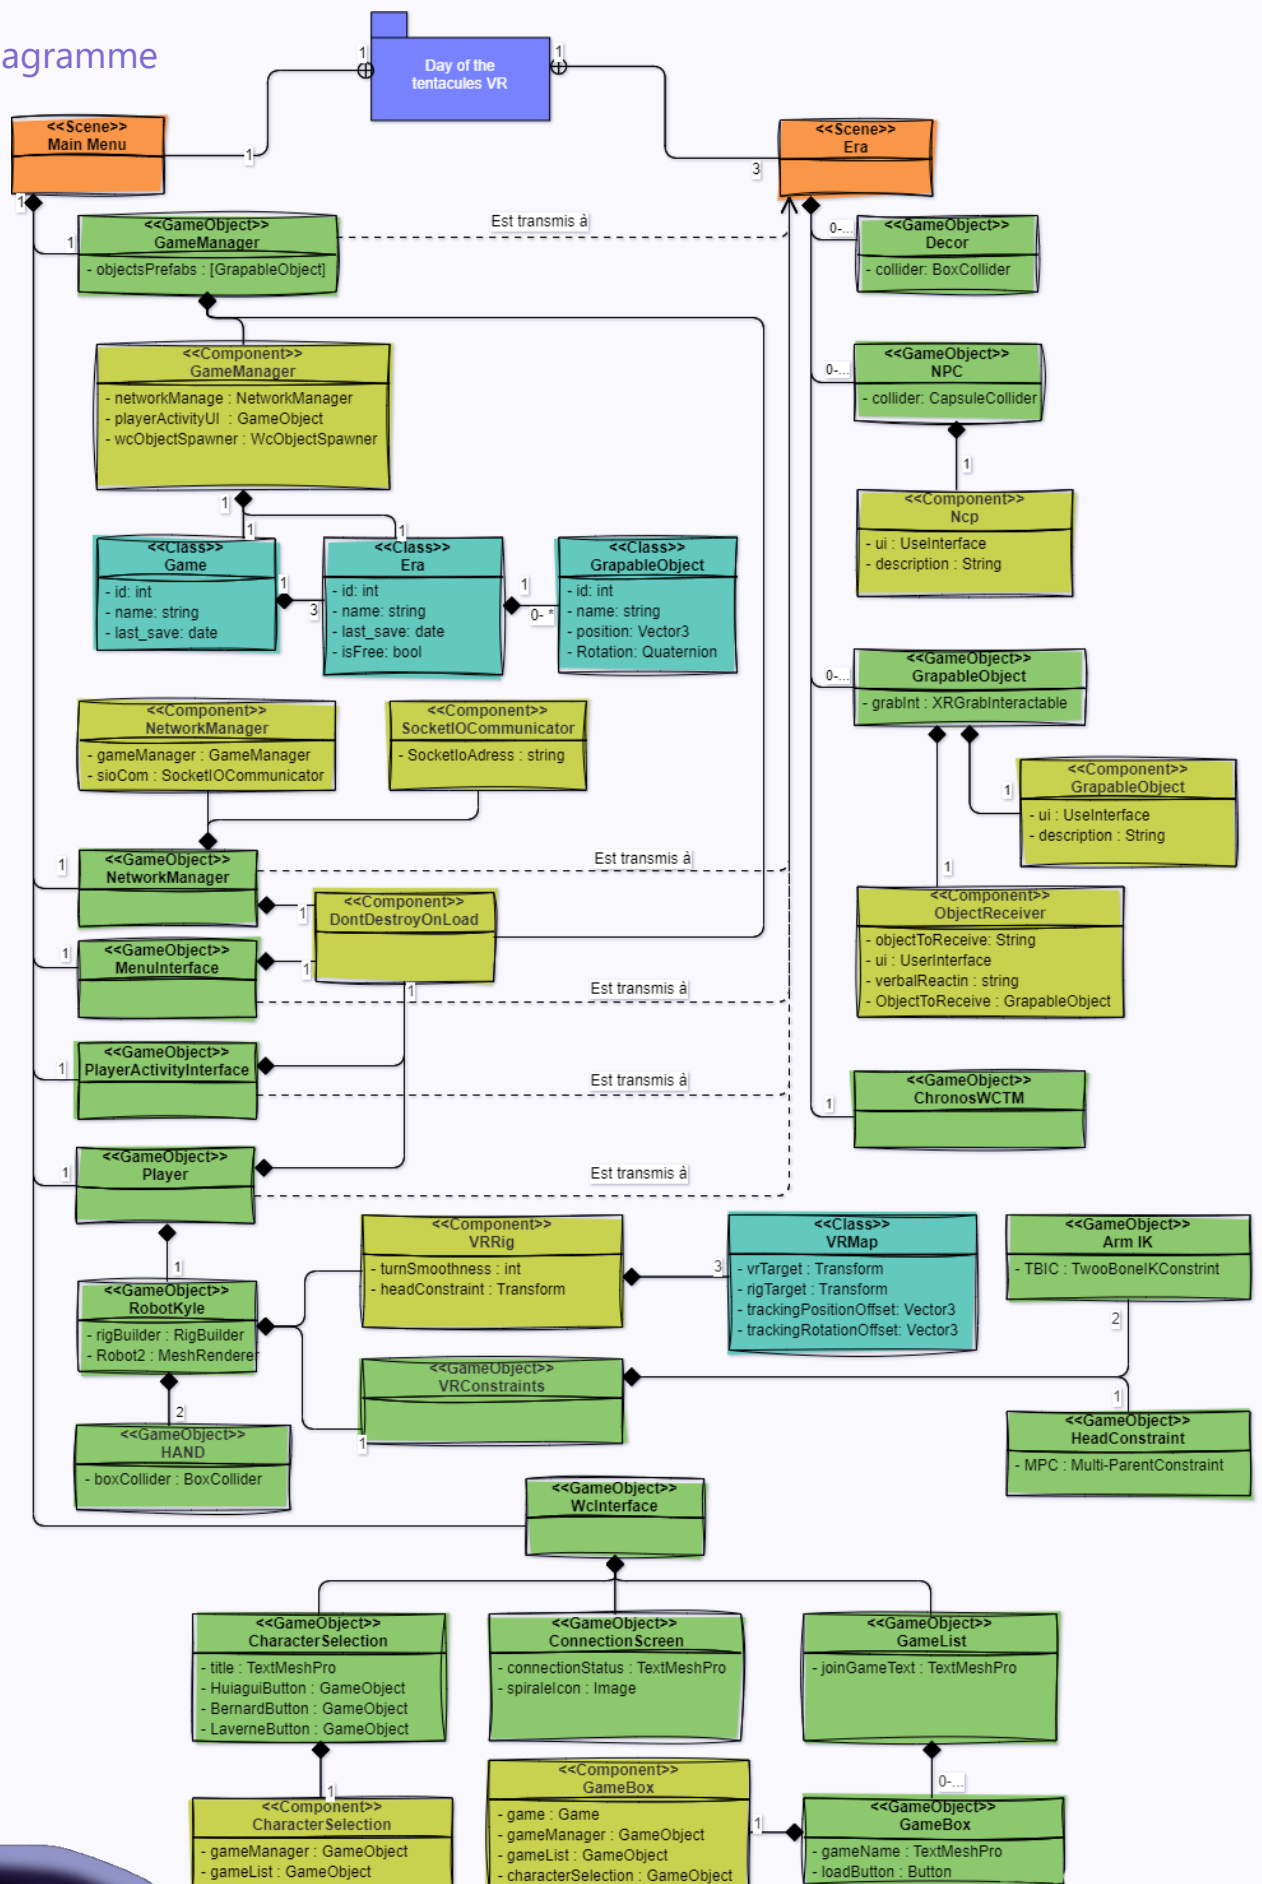 agramme
1
1
Day of the
tentacules VR
<<Scene>>
Main Menu
1
<<Scene>>
Era
3
1
<<GameObject>>
GameManager
- objectsPrefabs : [GrapableObject]
1
Est transmis à
0-...
<<GameObject>>
Decor
- collider: BoxCollider
<<Component>>
GameManager
- networkManage : NetworkManager
- playerActivityUI : GameObject
- wcObjectSpawner : WcObjectSpawner
0-...
<<GameObject>>
NPC
- collider: CapsuleCollider
1
1
1
1
<<Component>>
Ncp
- ui : UseInterface
- description : String
<<Class>>
Game
- id: int
- name: string
- last_save: date
1
3
<<Class>>
Era
- id: int
- name: string
- last_save: date
- isFree: bool
1
0- *
<<Class>>
GrapableObject
- id: int
- name: string
- position: Vector3
- Rotation: Quaternion
0-...
<<GameObject>>
GrapableObject
- grabInt : XRGrabInteractable
<<Component>>
NetworkManager
- gameManager : GameManager
- sioCom : SocketIOCommunicator
<<Component>>
SocketIOCommunicator
- SocketIoAdress : string
1
<<Component>>
GrapableObject
- ui : UseInterface
- description : String
1
<<GameObject>>
NetworkManager
Est transmis à
1
1
<<Component>>
DontDestroyOnLoad
1
<<Component>>
ObjectReceiver
- objectToReceive: String
- ui : UserInterface
- verbalReactin : string
- ObjectToReceive : GrapableObject
1
<<GameObject>>
MenuInterface
1
1
Est transmis à
1
<<GameObject>>
PlayerActivityInterface
Est transmis à
1
<<GameObject>>
ChronosWCTM
1
<<GameObject>>
Player
Est transmis à
1
<<GameObject>>
RobotKyle
- rigBuilder : RigBuilder
- Robot2 : MeshRenderer
<<Component>>
VRRig
- turnSmoothness : int
- headConstraint : Transform
3
<<Class>>
VRMap
- vrTarget : Transform
- rigTarget : Transform
- trackingPositionOffset: Vector3
- trackingRotationOffset: Vector3
<<GameObject>>
Arm IK
- TBIC : TwooBoneIKConstrint
2
<<GameObject>>
VRConstraints
1
1
2
<<GameObject>>
HAND
- boxCollider : BoxCollider
<<GameObject>>
HeadConstraint
- MPC : Multi-ParentConstraint
<<GameObject>>
WcInterface
<<GameObject>>
CharacterSelection
- title : TextMeshPro
- HuiaguiButton : GameObject
- BernardButton : GameObject
- LaverneButton : GameObject
<<GameObject>>
ConnectionScreen
- connectionStatus : TextMeshPro
- spiraleIcon : Image
<<GameObject>>
GameList
- joinGameText : TextMeshPro
1
0-...
<<Component>>
CharacterSelection
- gameManager : GameObject
- gameList : GameObject
<<Component>>
GameBox
- game : Game
- gameManager : GameObject
- gameList : GameObject
- characterSelection : GameObject
1
<<GameObject>>
GameBox
- gameName : TextMeshPro
- loadButton : Button